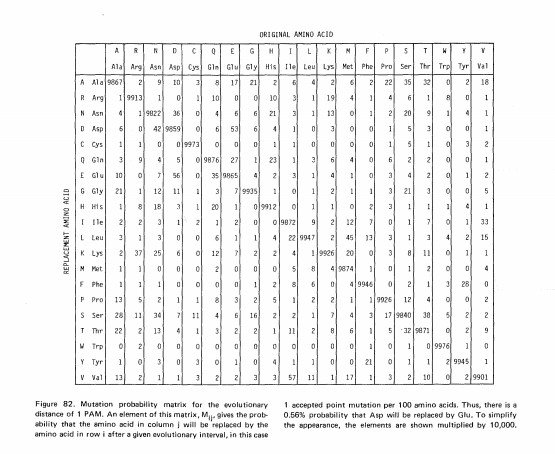 ORIGINAL AMINO ACID
A R N D C Q E G H I L K M F P S T W Y V
Ala Arg Asn Asp Cys Gln Glu Gly His Ile Leu Lys Met Phe Pro Ser Thr Trp Tyr Val
A Ala 9867 2 9 10 3 8 17 21 2 6 4 2 6 2 22 35 32 0 2 18
R Arg 1 9913 1 0 1 10 0 0 10 3 1 19 4 1 4 6 1 8 0 1
N Asn 4 1 9822 36 0 4 6 6 21 3 1 13 0 1 2 20 9 1 4 1
D Asp 6 0 42 9859 0 6 53 6 4 1 0 3 0 0 1 5 3 0 0 1
C Cys 1 1 0 0 9973 0 0 0 1 1 0 0 0 0 1 5 1 0 3 2
Q Gln 3 9 4 5 0 9876 27 1 23 1 3 6 4 0 6 2 2 0 0 1
E Glu 10 0 7 56 0 35 9865 4 2 3 1 4 1 0 3 4 2 0 1 2
G Gly 21 1 12 11 1 3 7 9935 1 0 1 2 1 1 3 21 3 0 0 5
H His 1 8 18 3 1 20 1 0 9912 0 1 1 0 2 3 1 1 1 4 1
I Ile 2 2 3 1 2 1 2 0 0 9872 9 2 12 7 0 1 7 0 1 33
L Leu 3 1 3 0 0 6 1 1 4 22 9947 2 45 13 3 1 3 4 2 15
K Lys 2 37 25 6 0 12 7 2 2 4 1 9926 20 0 3 8 11 0 1 1
M Met 1 1 0 0 0 2 0 0 0 5 8 4 9874 1 0 1 2 0 0 4
F Phe 1 1 1 0 0 0 0 1 2 8 6 0 4 9946 0 2 1 3 28 0
P Pro 13 5 2 1 1 8 3 2 5 1 2 2 1 1 9926 12 4 0 0 2
S Ser 28 11 34 7 11 4 6 16 2 2 1 7 4 3 17 9840 38 5 2 2
T Thr 22 2 13 4 1 3 2 2 1 11 2 8 6 1 5 32 9871 0 2 9
W Trp 0 2 0 0 0 0 0 0 0 0 0 0 0 1 0 1 0 9976 1 0
Y Tyr 1 0 3 0 3 0 1 0 4 1 1 0 0 21 0 1 1 2 9945 1
V Val 13 2 1 1 3 2 2 3 3 57 11 1 17 1 3 2 10 0 2 9901
REPLACEMENT AMINO ACID
Figure 82. Mutation probability matrix for the evolutionary
distance of 1 PAM. An element of this matrix, Mij, gives the prob-
ability that the amino acid in column j will be replaced by the
amino acid in row i after a given evolutionary interval, in this case
1 accepted point mutation per 100 amino acids. Thus, there is a
0.56% probability that Asp will be replaced by Glu. To simplify
the appearance, the elements are shown multiplied by 10,000.